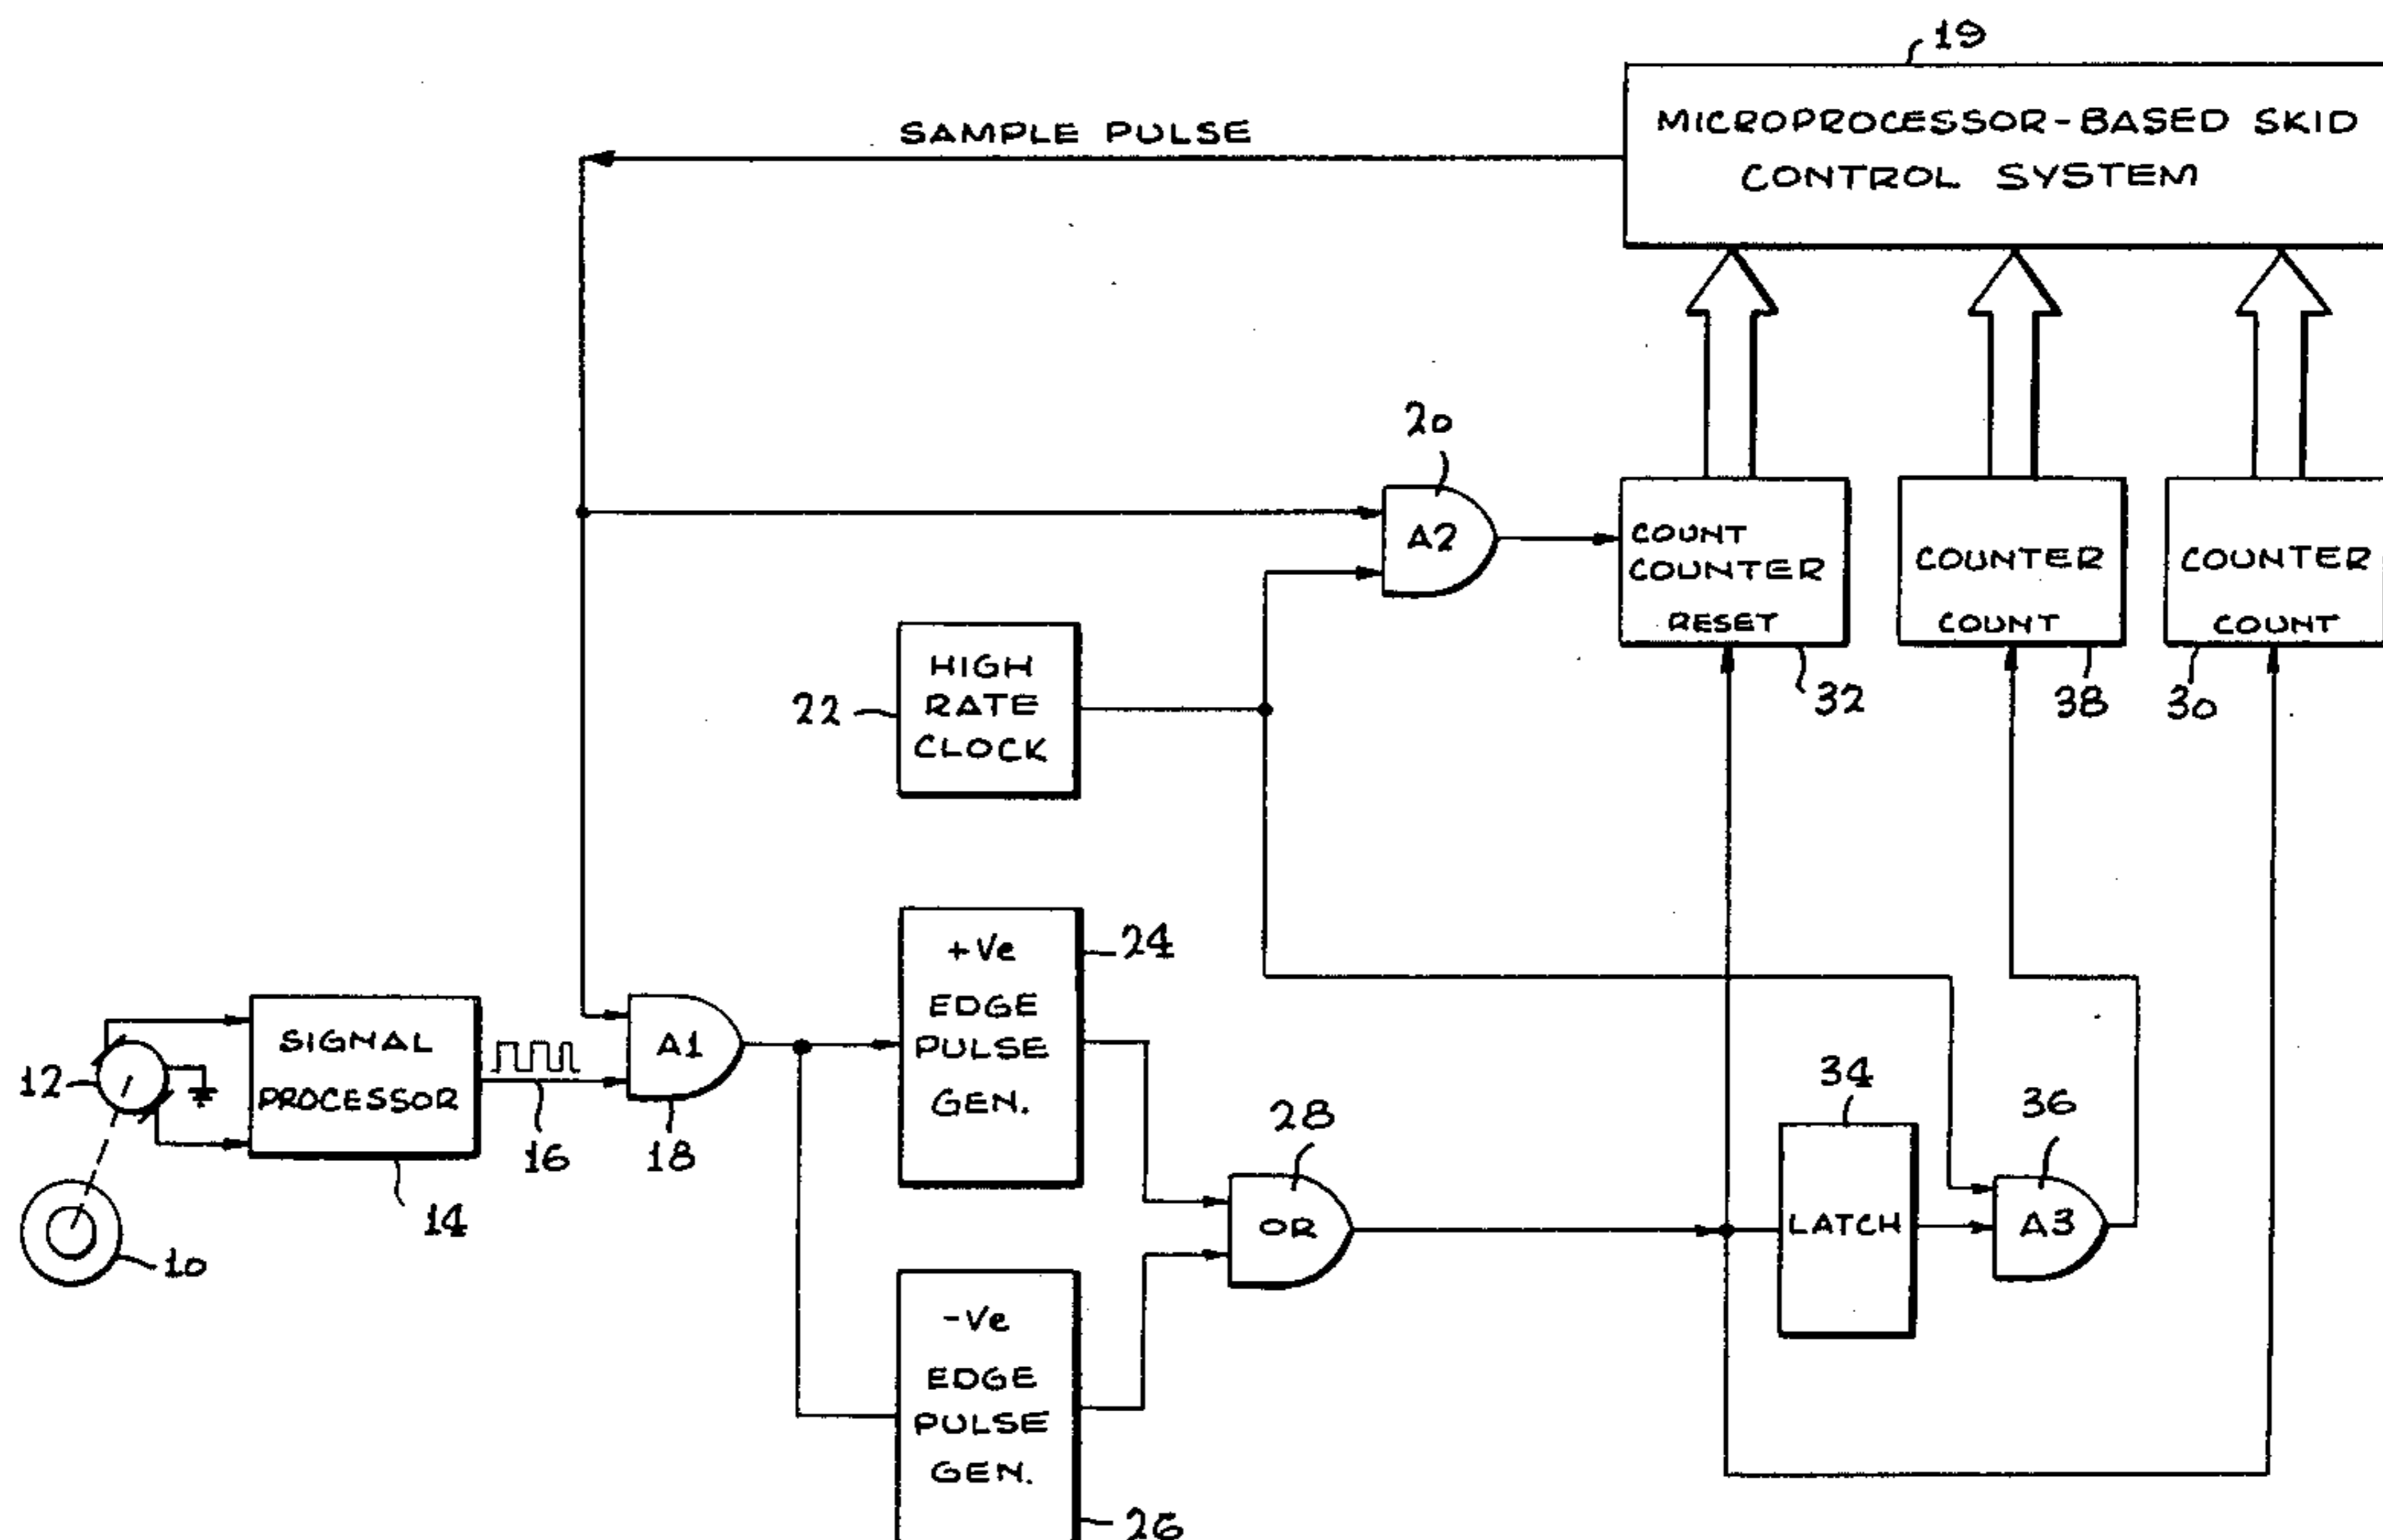 19
MICROPROCESSOR-BASED SKID
CONTROL SYSTEM
SAMPLE PULSE
20
A2
COUNT
COUNTER
RESET
COUNTER
COUNT
COUNTER
COUNT
HIGH
RATE
CLOCK
22
32
38
30
+Ve
EDGE
PULSE
GEN.
24
SIGNAL
PROCESSOR
12
A1
16
18
14
10
34
36
28
LATCH
A3
OR
-Ve
EDGE
PULSE
GEN.
26